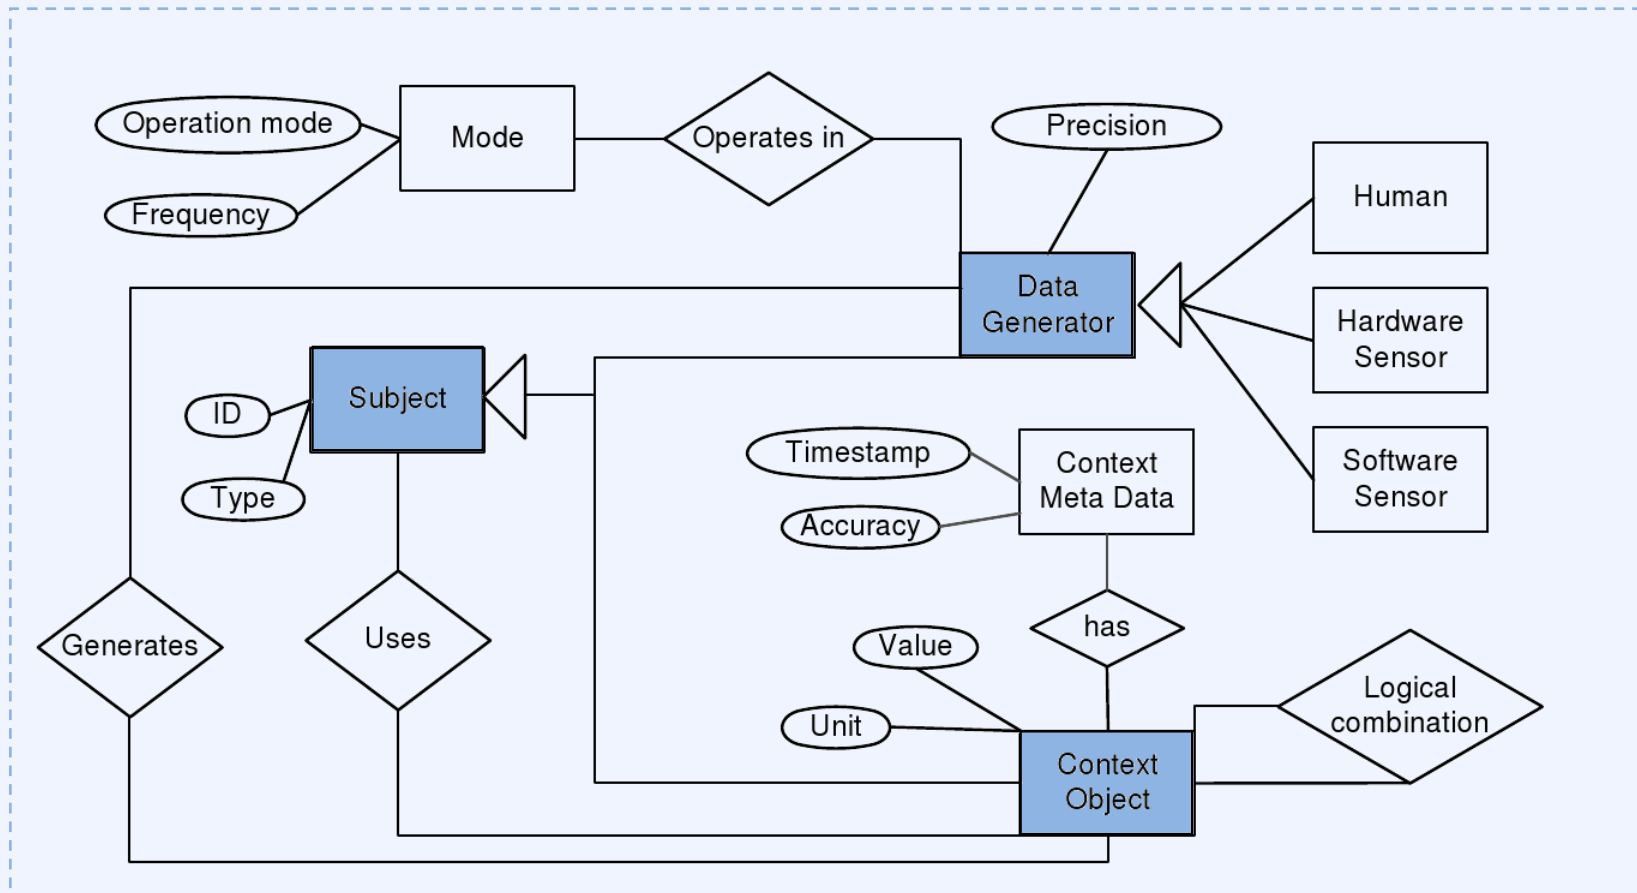 Operation mode
Mode
Operates in
Precision
Frequency
Human
Data
Generator
Hardware
Sensor
Subject
ID
Type
Timestamp
Context
Meta Data
Accuracy
Software
Sensor
Generates
Uses
has
Value
Unit
Context
Object
Logical
combination